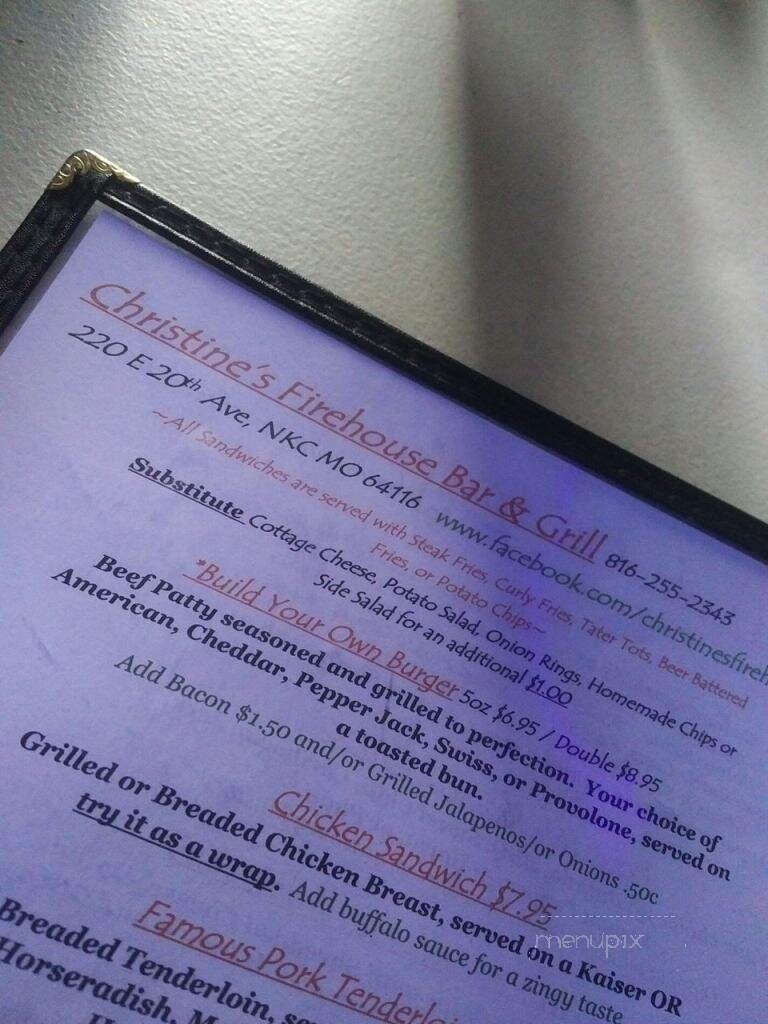 Christine's Firehouse Bar & Grill
220 E 20th Ave, NKC MO 64116 816-255-2343
www.facebook.com/christinesfireh
~All Sandwiches are served with Steak Fries, Curly Fries, Tater Tots, Beer Battered
Fries, or Potato Chips~
Substitute Cottage Cheese, Potato Salad, Onion Rings, Homemade Chips or
Side Salad for an additional $1.00
*Build Your Own Burger 5oz $6.95 / Double $8.95
Beef Patty seasoned and grilled to perfection. Your choice of
American, Cheddar, Pepper Jack, Swiss, or Provolone, served on
a toasted bun.
Add Bacon $1.50 and/or Grilled Jalapenos/or Onions .50c
Chicken Sandwich $7.95
Grilled or Breaded Chicken Breast, served on a Kaiser OR
try it as a wrap. Add buffalo sauce for a zingy taste
Famous Pork Tenderloi
Breaded Tenderloin, se
Horseradish, M
menupix